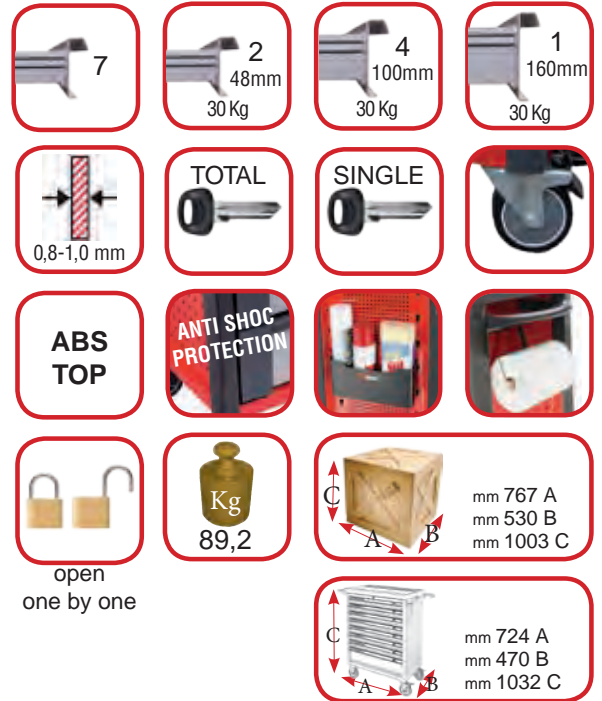 7
2
48mm
30 Kg
4
100mm
30 Kg
1
160mm
30 Kg
0,8-1,0 mm
TOTAL
SINGLE
ABS
TOP
ANTI SHOC
PROTECTION
open
one by one
Kg
89,2
C
A
B
mm 767 A
mm 530 B
mm 1003 C
C
A
B
mm 724 A
mm 470 B
mm 1032 C